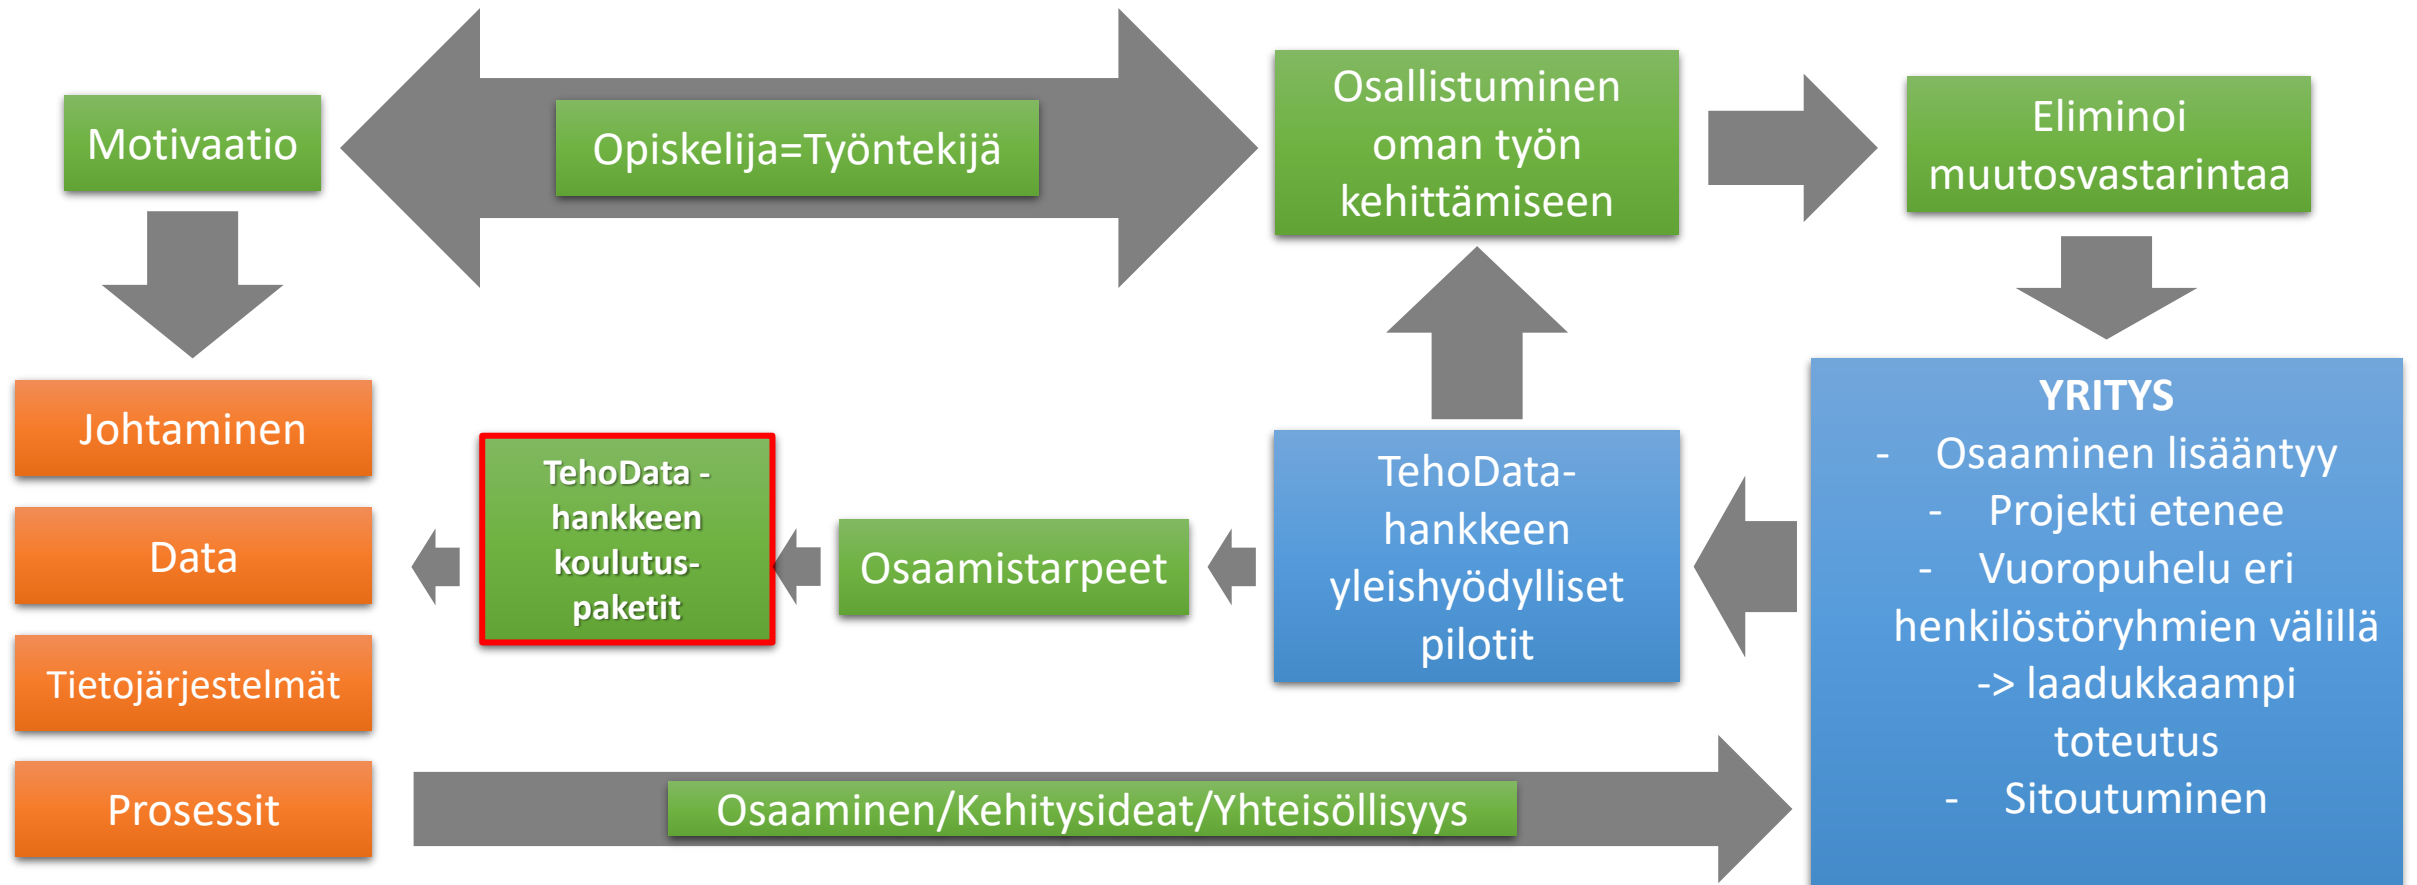 Motivaatio
Opiskelija=Työntekijä
Osallistuminen
oman työn
kehittämiseen
Eliminoi
muutosvastarintaa
Johtaminen
Data
Tietojärjestelmät
Prosessit
TehoData -
hankkeen
koulutus-
paketit
Osaamistarpeet
TehoData-
hankkeen
yleishyödylliset
pilotit
YRITYS
- Osaaminen lisääntyy
- Projekti etenee
- Vuoropuhelu eri
henkilöstöryhmien välillä
-> laadukkaampi
toteutus
- Sitoutuminen
Osaaminen/Kehitysideat/Yhteisöllisyys